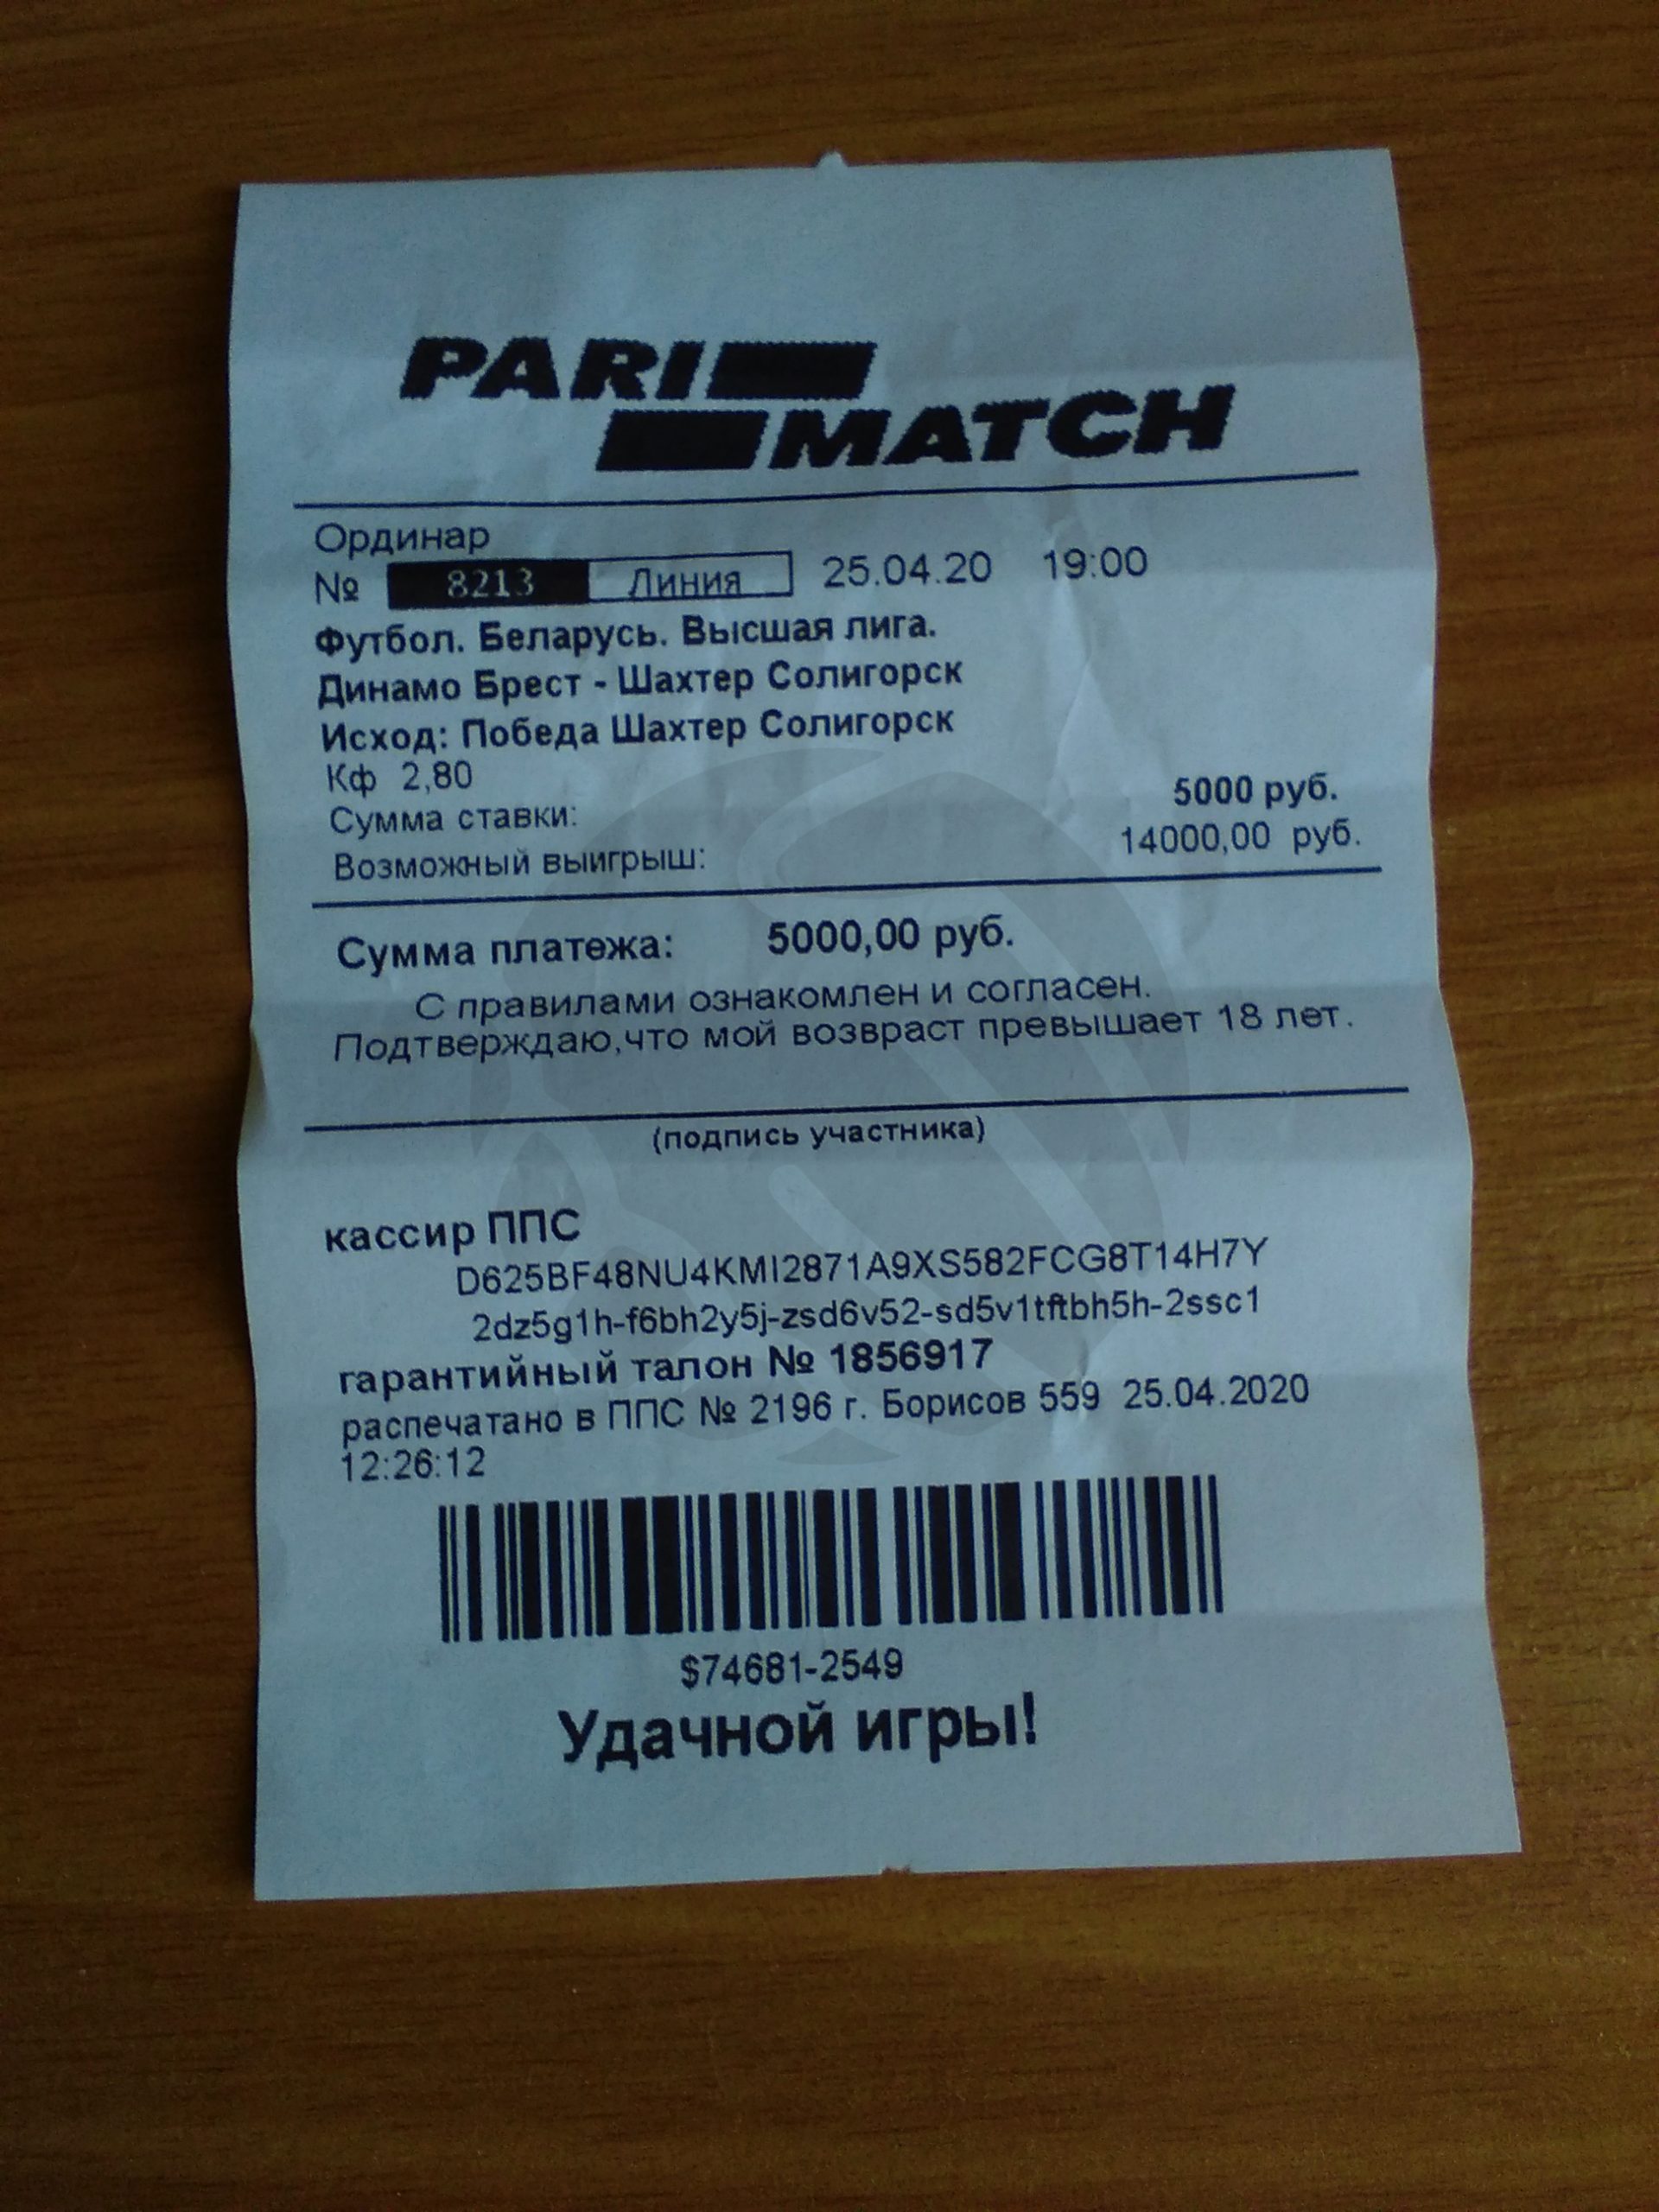 PARI
MATCH
Ординар
№ 8213 Линия 25.04.20 19:00
Футбол. Беларусь. Высшая лига.
Динамо Брест - Шахтер Солигорск
Исход: Победа Шахтер Солигорск
Кф 2,80
Сумма ставки: 5000 руб.
Возможный выигрыш: 14000,00 руб.
Сумма платежа: 5000,00 руб.
С правилами ознакомлен и согласен.
Подтверждаю,что мой возвраст превышает 18 лет.
(подпись участника)
кассир ППС
D625BF48NU4KMI2871A9XS582FCG8T14H7Y
2dz5g1h-f6bh2y5j-zsd6v52-sd5v1tftbh5h-2ssc1
гарантийный талон № 1856917
распечатано в ППС № 2196 г. Борисов 559 25.04.2020
12:26:12
$74681-2549
Удачной игры!